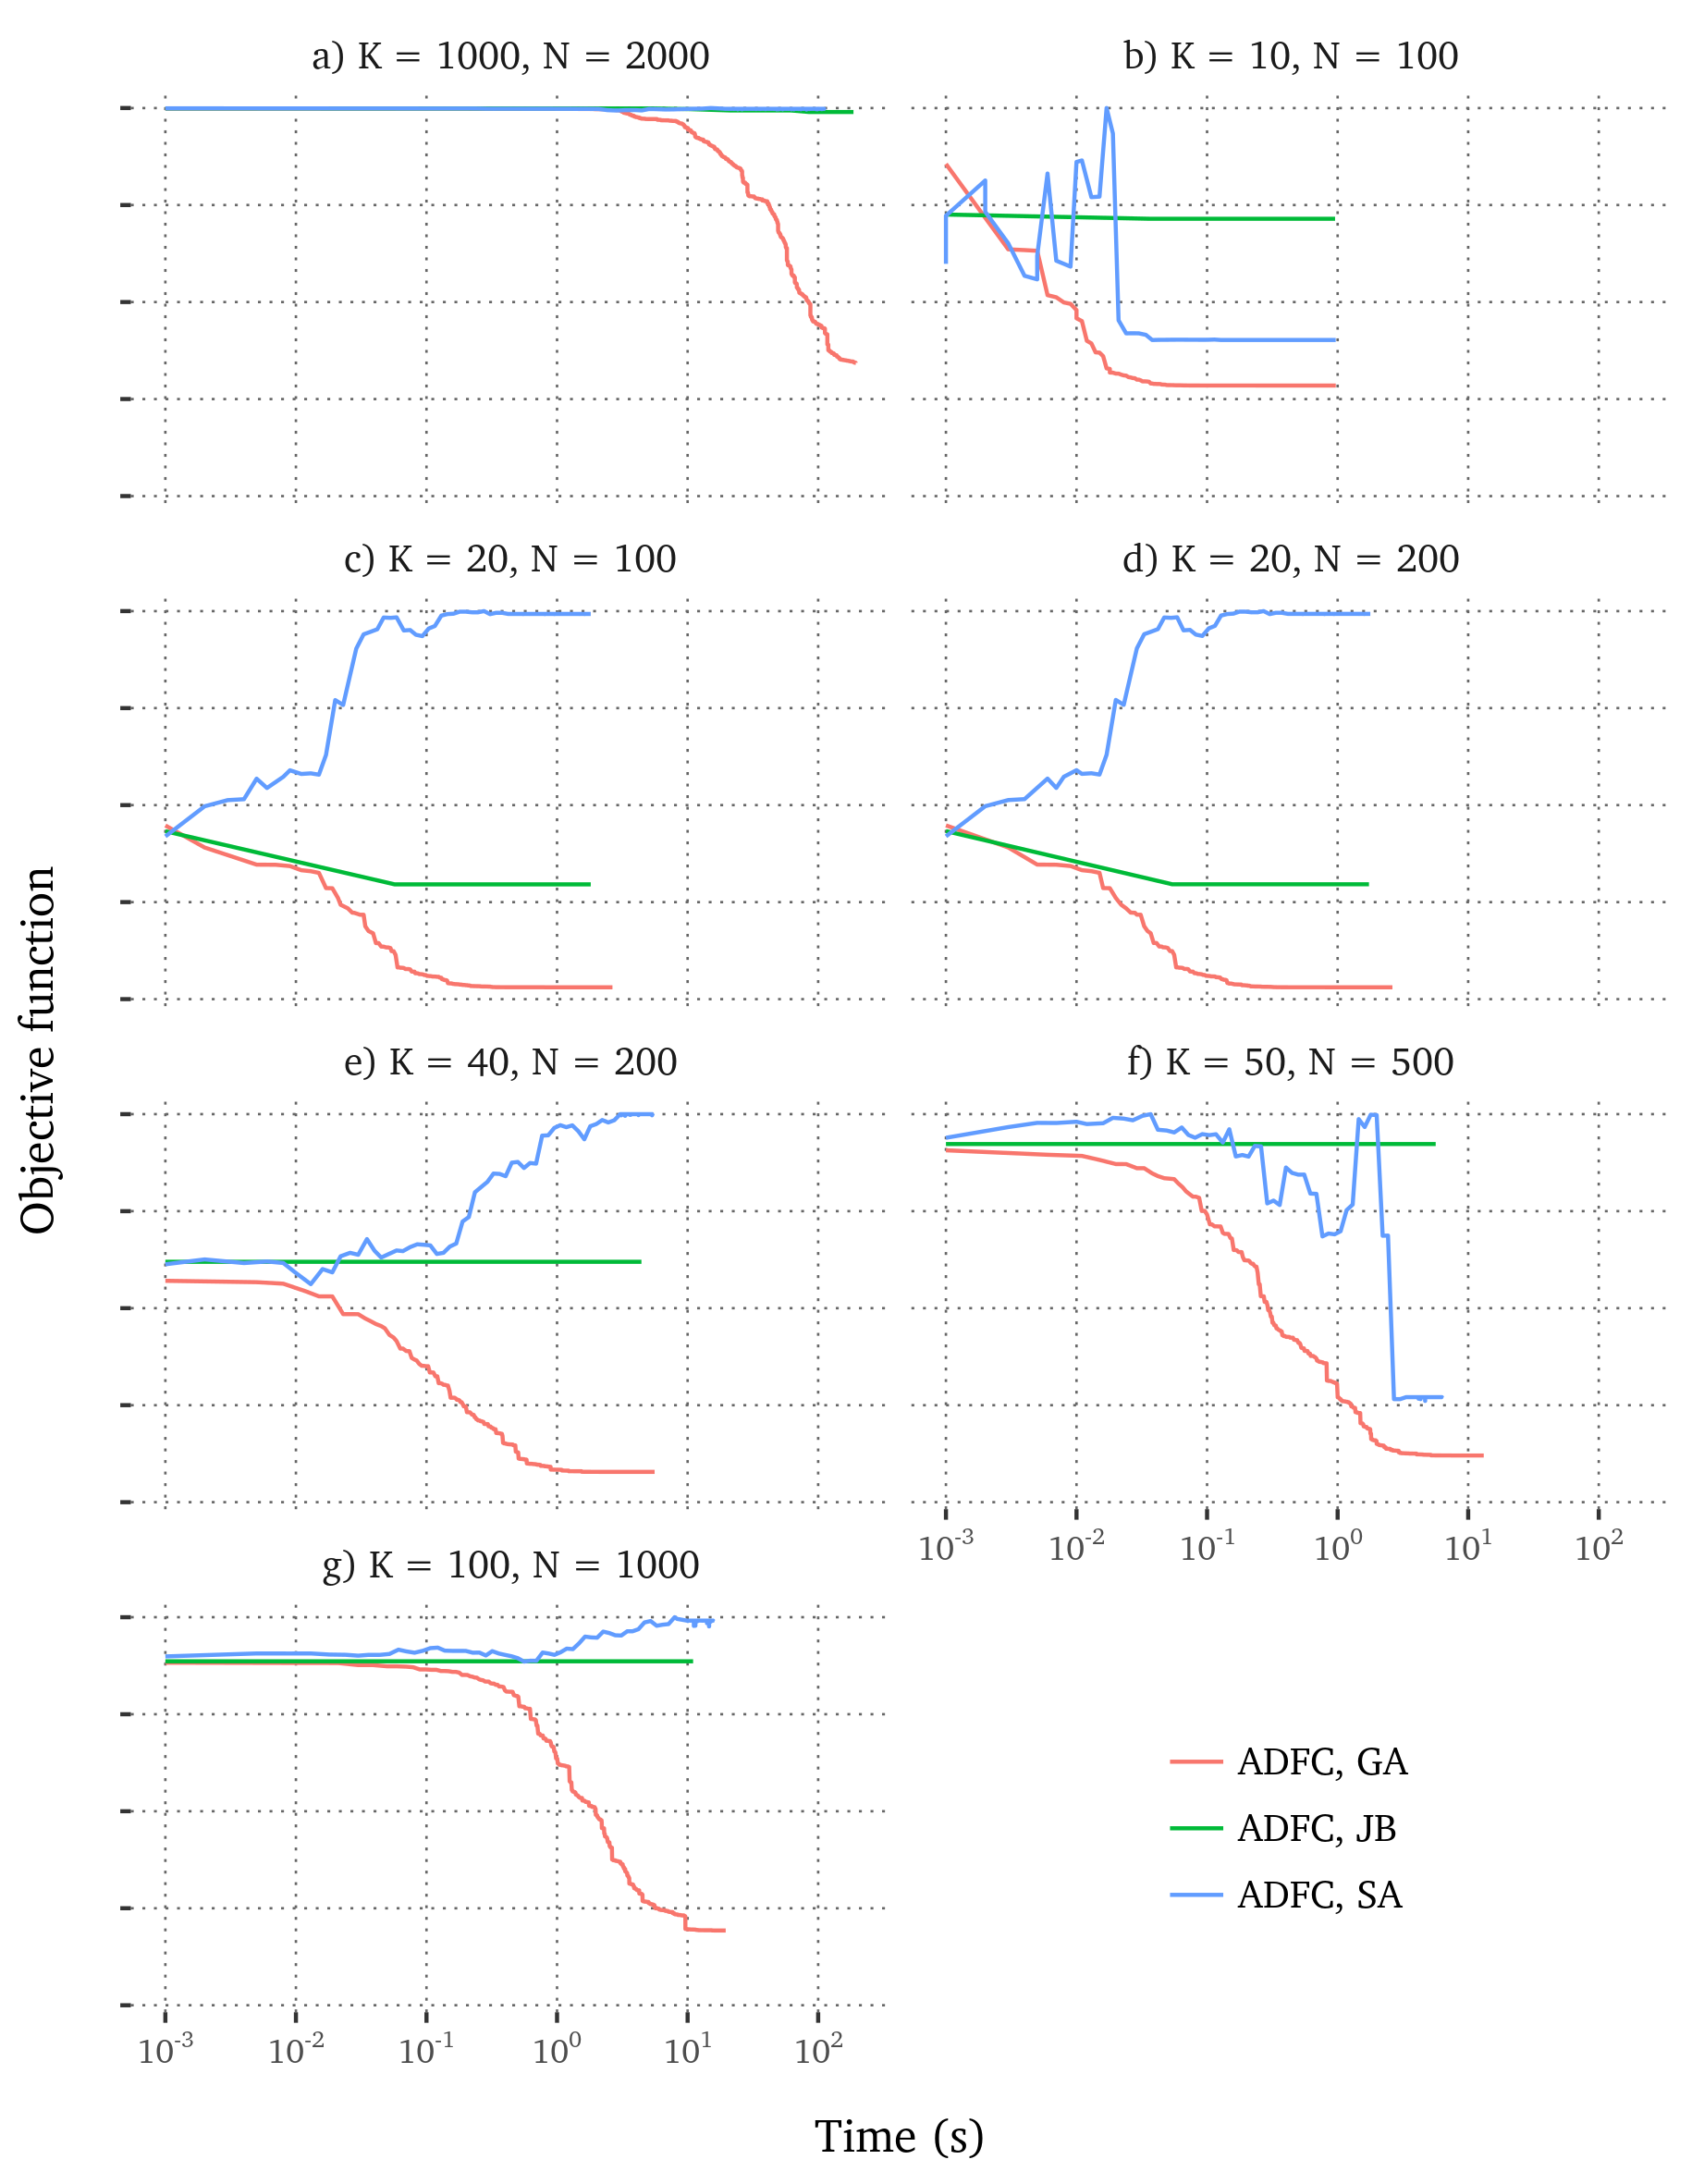 a) K = 1000, N = 2000
b) K = 10, N = 100
c) K = 20, N = 100
d) K = 20, N = 200
e) K = 40, N = 200
f) K = 50, N = 500
10⁻³ 10⁻² 10⁻¹ 10⁰ 10¹ 10²
g) K = 100, N = 1000
ADFC, GA
ADFC, JB
ADFC, SA
10⁻³ 10⁻² 10⁻¹ 10⁰ 10¹ 10²
Time (s)
Objective function